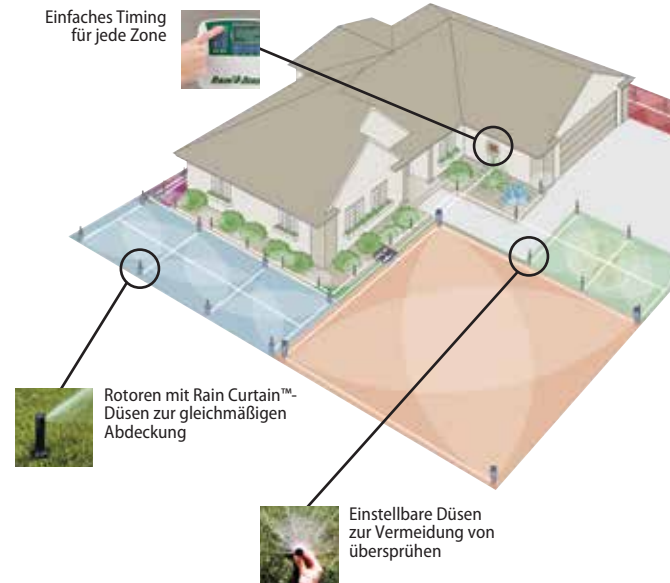 Einfaches Timing
für jede Zone
Rotoren mit Rain Curtain™-
Düsen zur gleichmäßigen
Abdeckung
Einstellbare Düsen
zur Vermeidung von
übersprühen